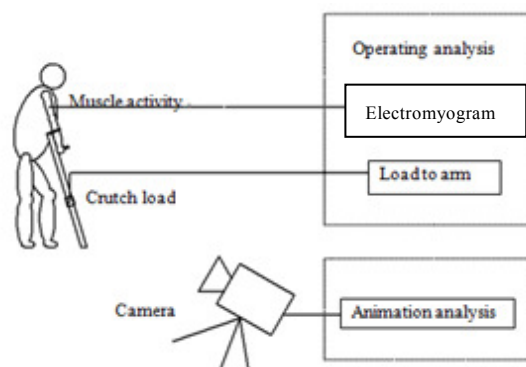 Operating analysis
Muscle activity
Electromyogram
Load to arm
Crutch load
Camera
Animation analysis